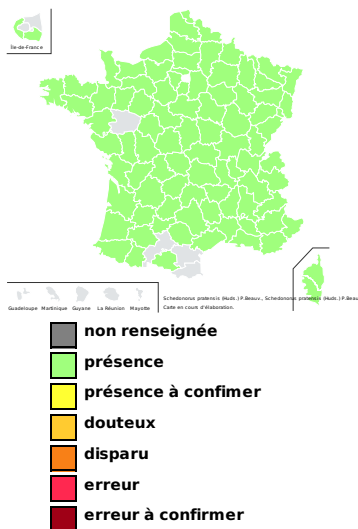 Île-de-France
Guadeloupe Martinique Guyane La Réunion Mayotte
Schedonorus pratensis (Huds.) P.Beauv., Schedonorus pratensis (Huds.) P.Beau
Carte en cours d'élaboration.
non renseignée
présence
présence à confimer
douteux
disparu
erreur
erreur à confirmer